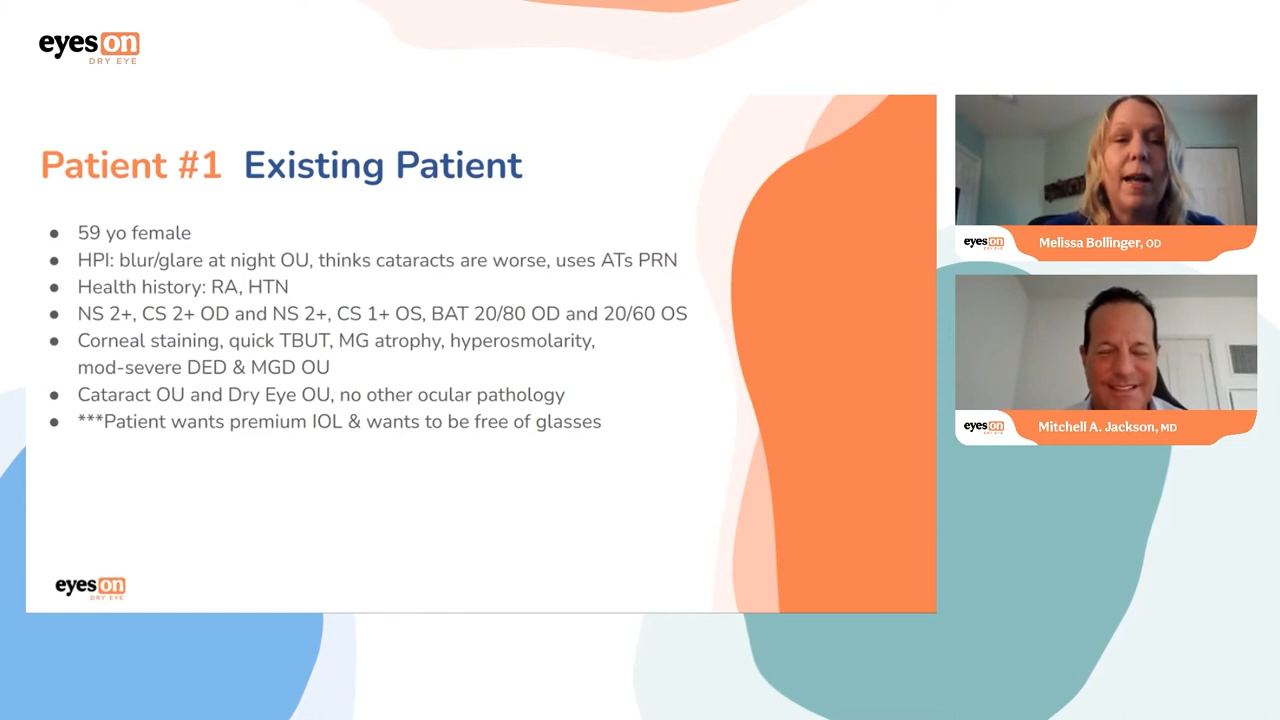 eyes on
DRY EYE
Patient #1 Existing Patient
● 59 yo female
● HPI: blur/glare at night OU, thinks cataracts are worse, uses ATs PRN
● Health history: RA, HTN
● NS 2+, CS 2+ OD and NS 2+, CS 1+ OS, BAT 20/80 OD and 20/60 OS
● Corneal staining, quick TBUT, MG atrophy, hyperosmolarity,
mod-severe DED & MGD OU
● Cataract OU and Dry Eye OU, no other ocular pathology
● ***Patient wants premium IOL & wants to be free of glasses
eyes on
DRY EYE
eyes on
DRY EYE
Melissa Bollinger, OD
eyes on
DRY EYE
Mitchell A. Jackson, MD